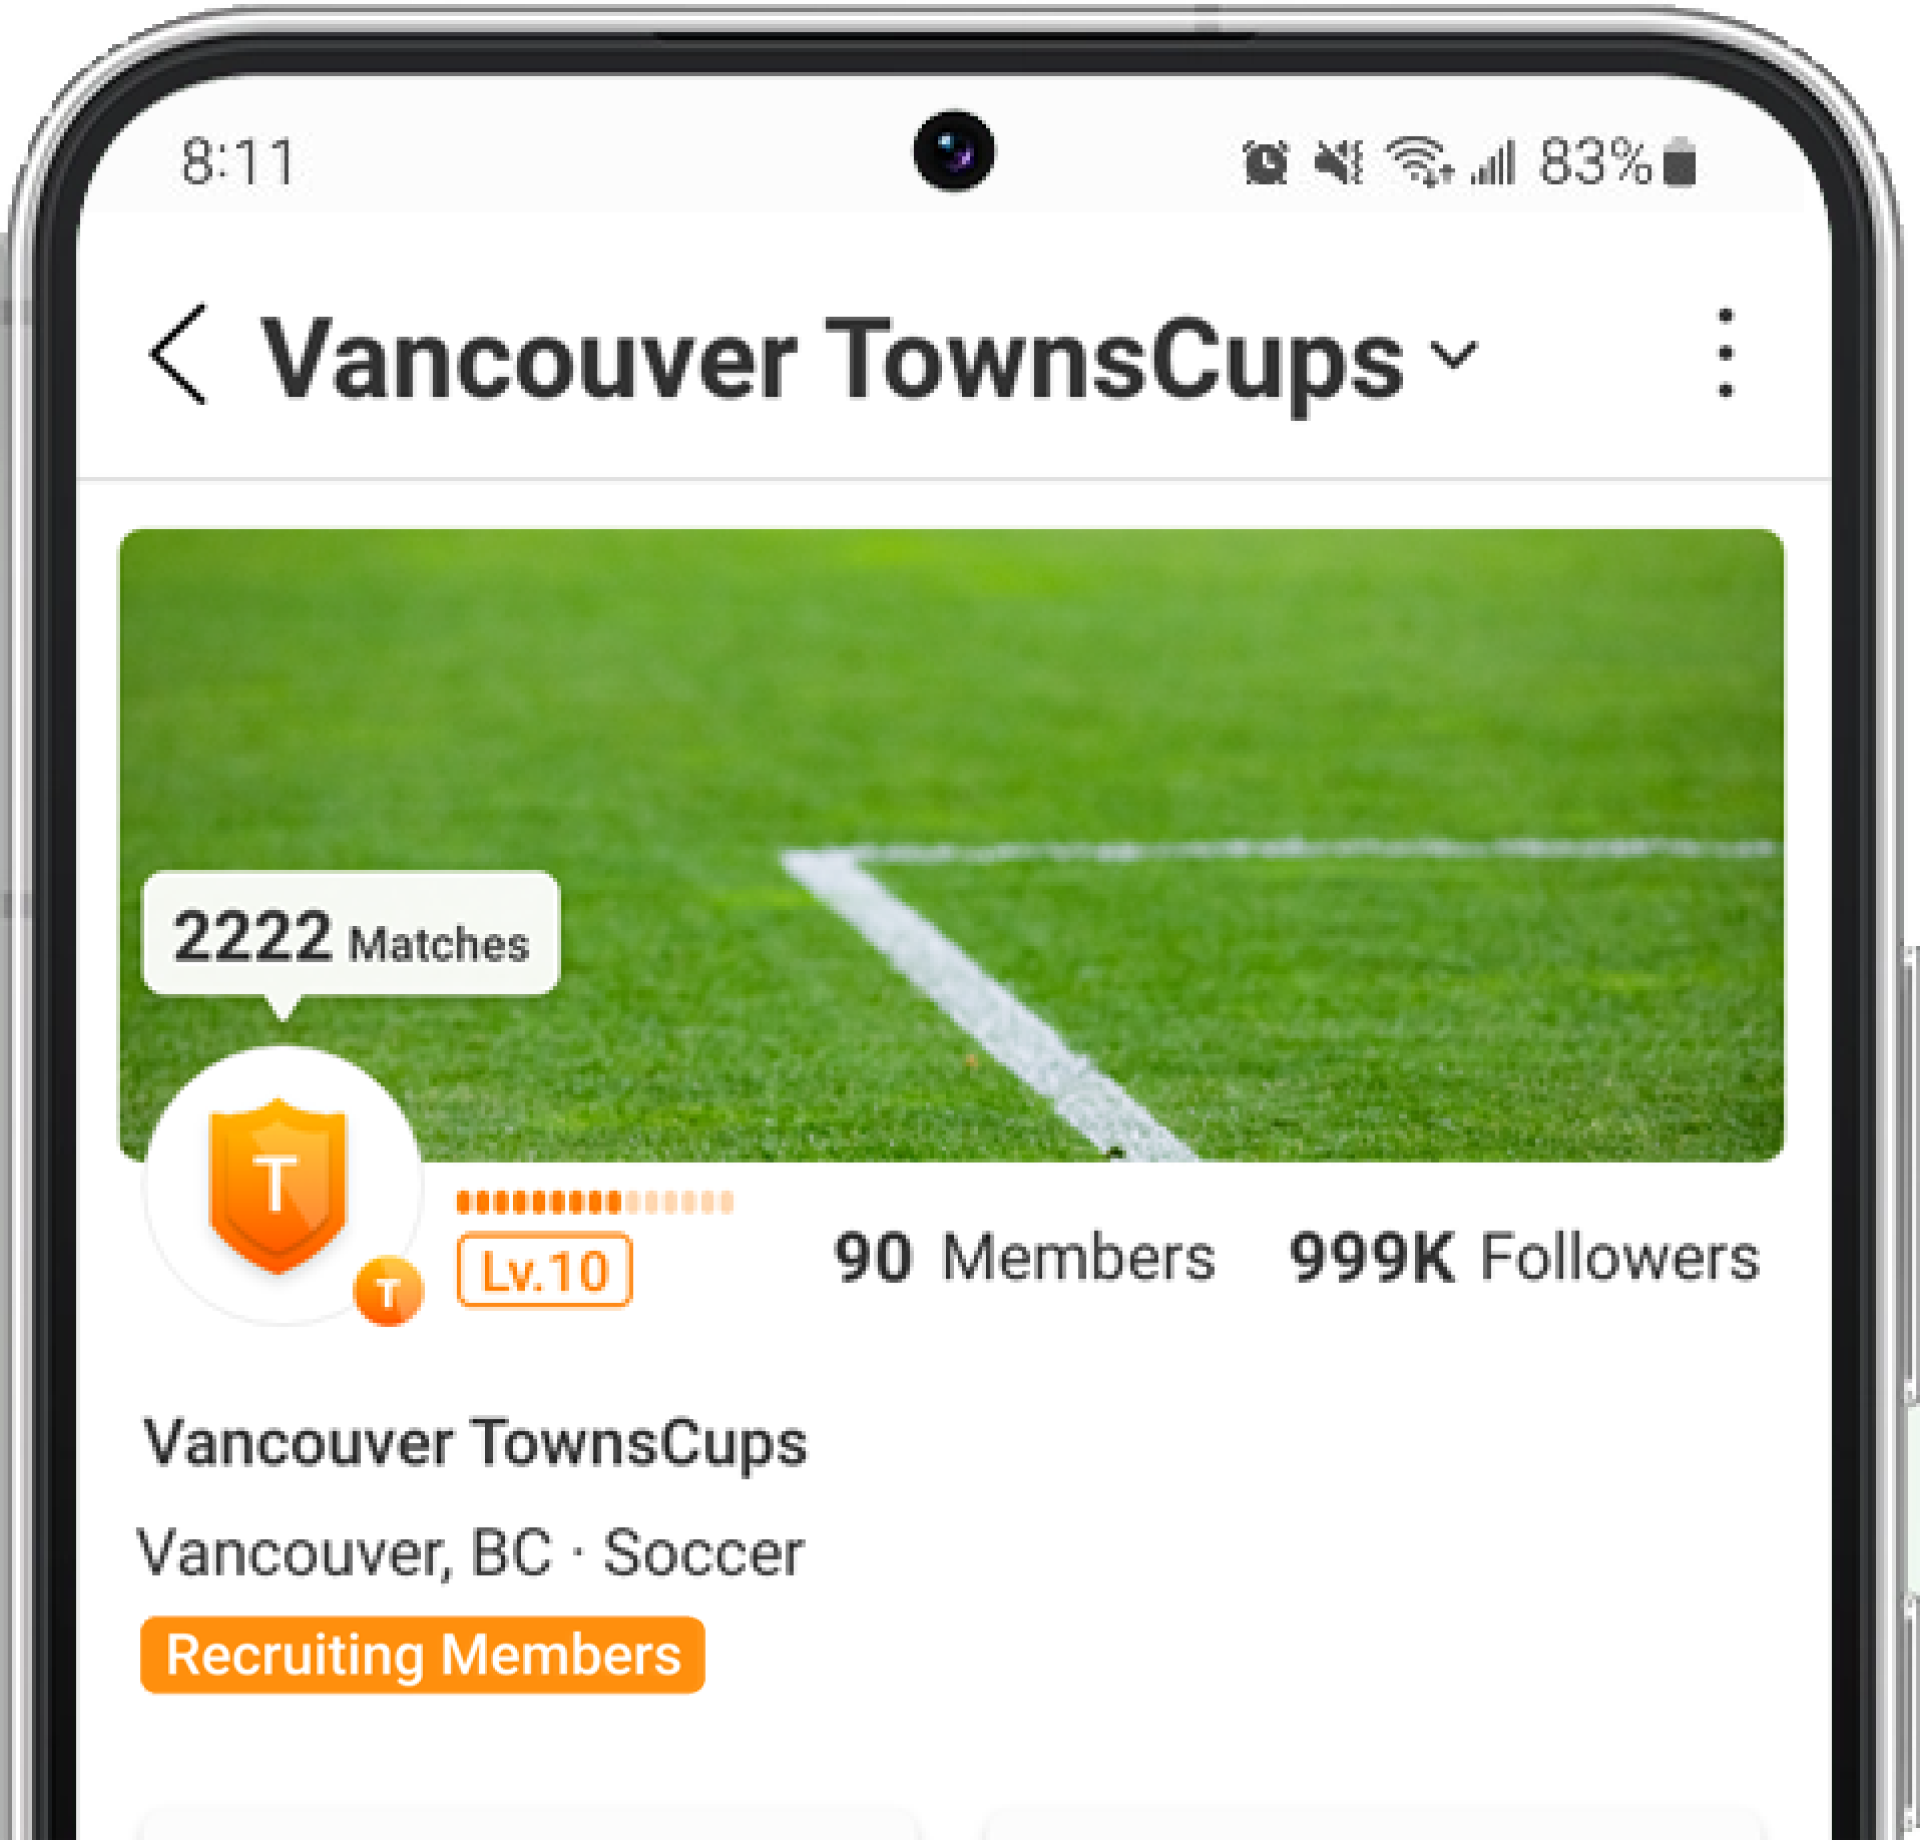 8:11 83%
Vancouver TownsCups
2222 Matches
T
T
Lv.10
90 Members 999K Followers
Vancouver TownsCups
Vancouver, BC · Soccer
Recruiting Members